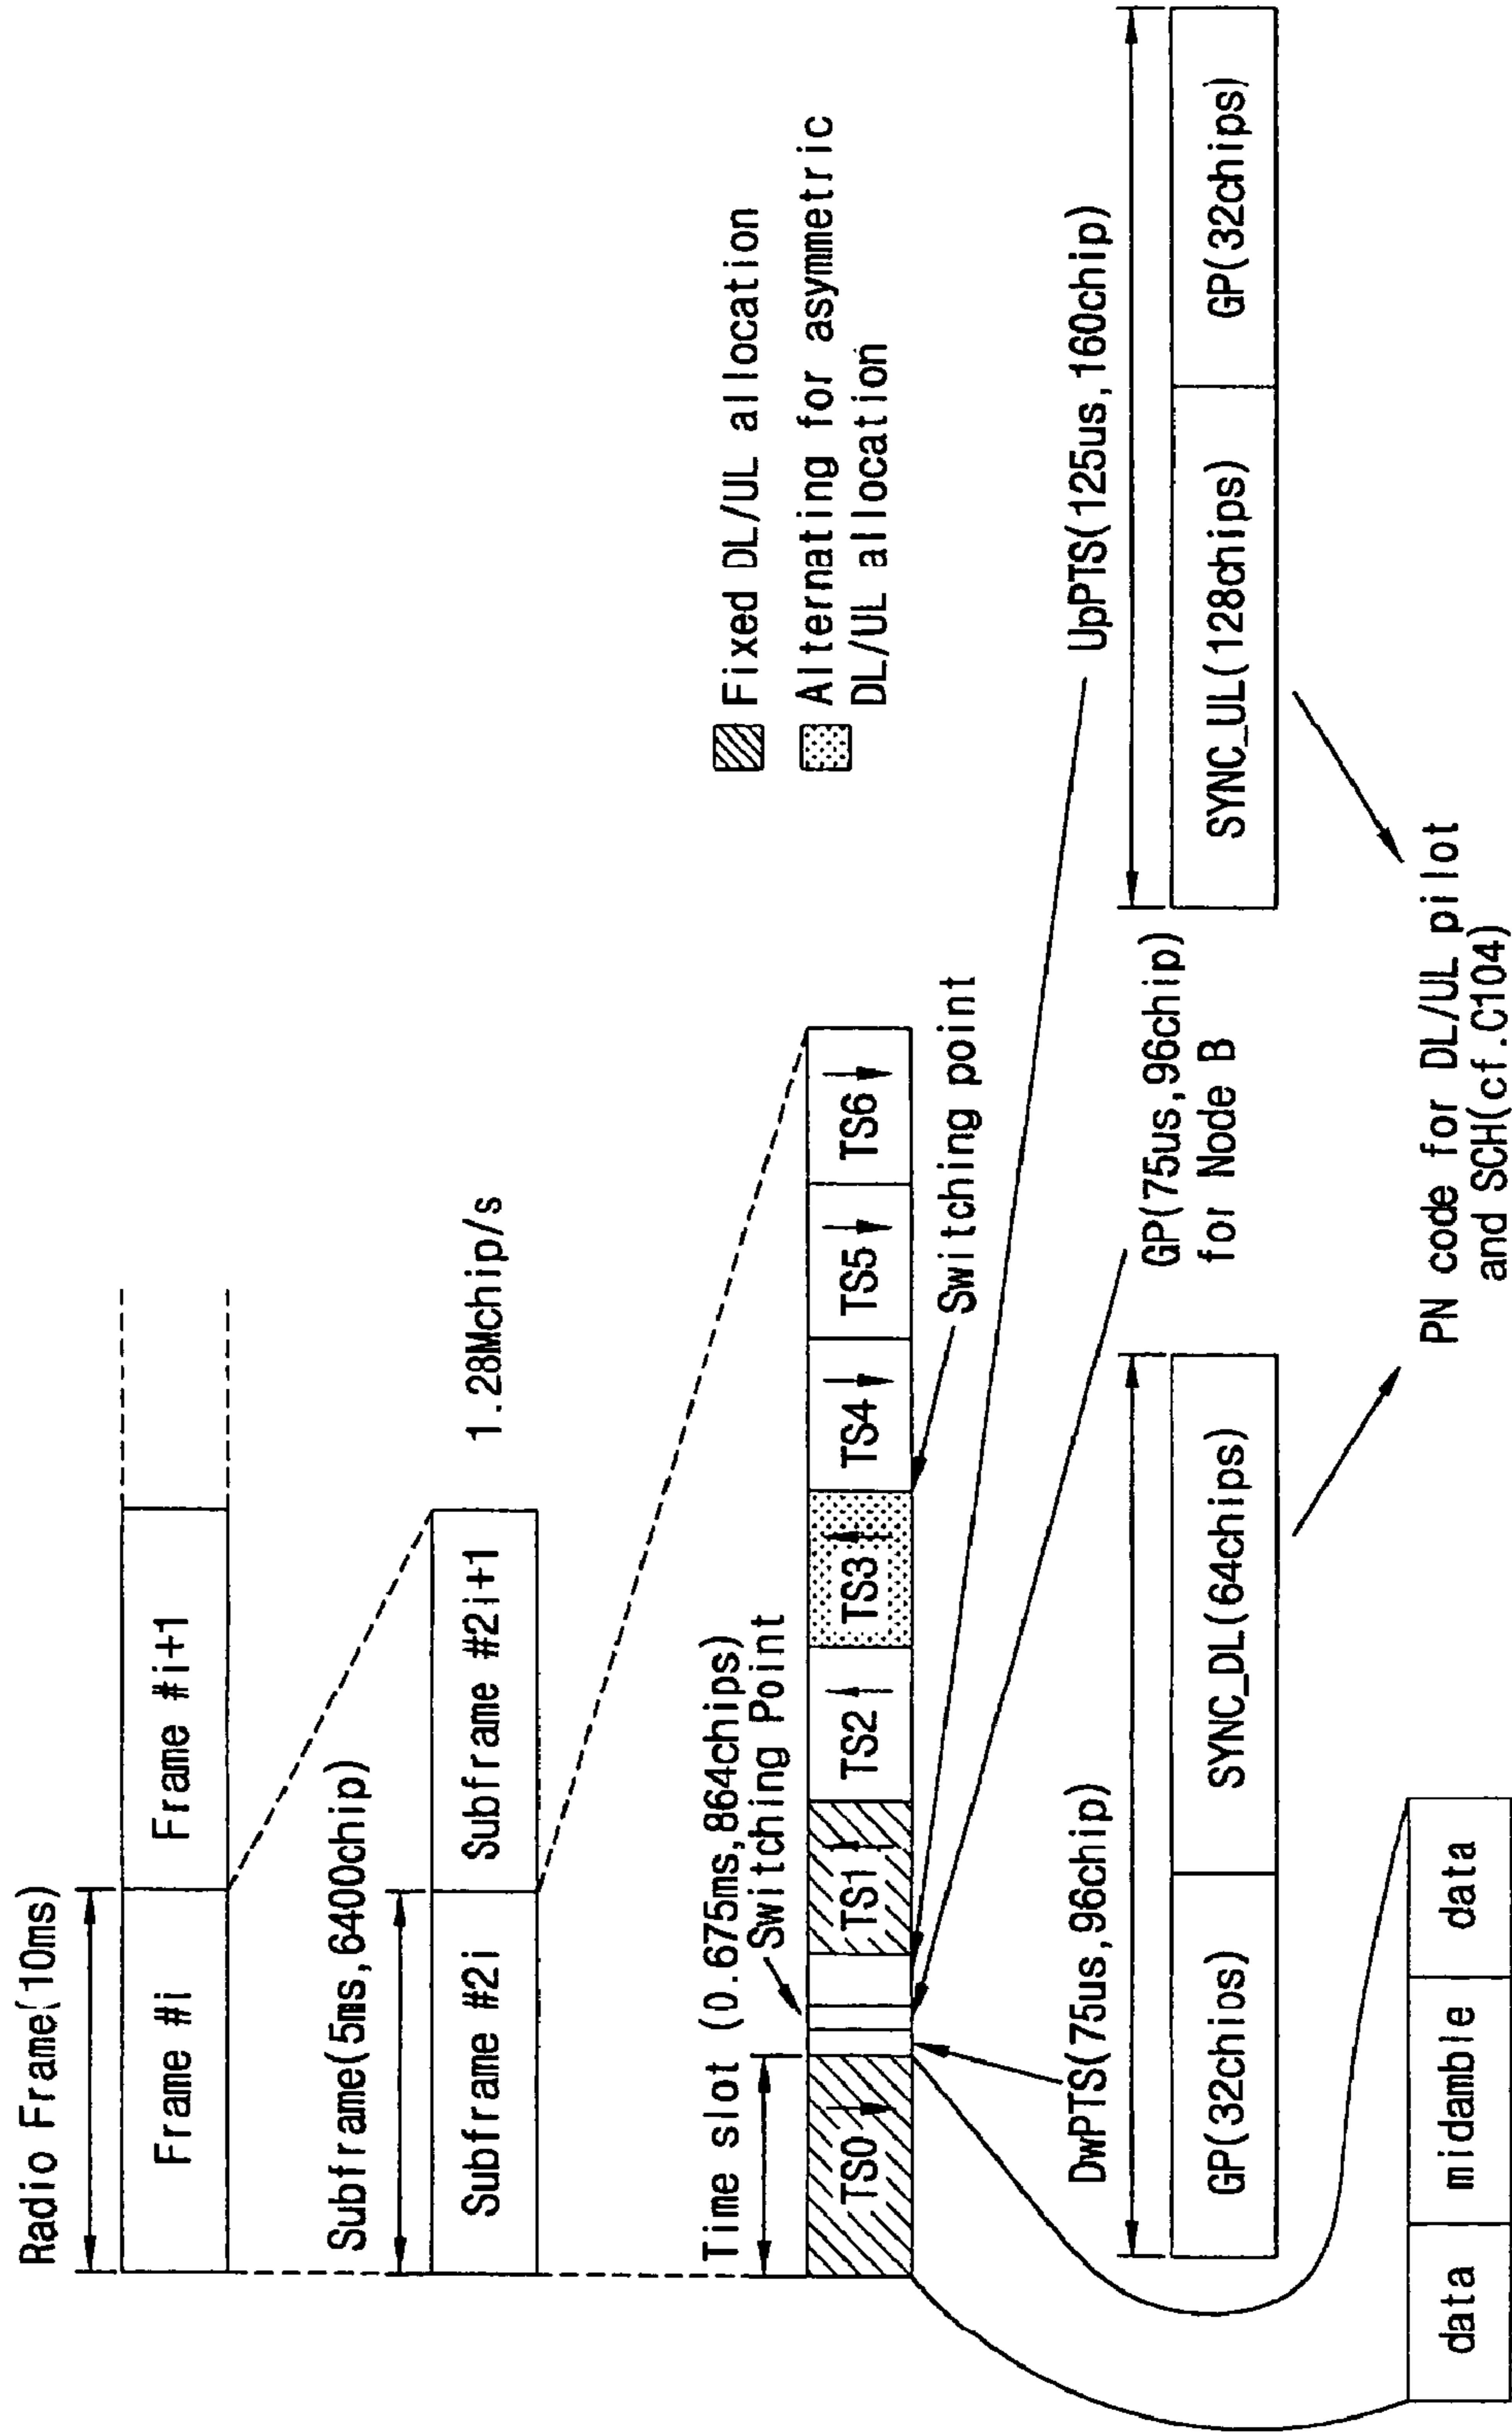 Radio Frame(10ms)
Frame #i
Frame #i+1
Subframe(5ms,6400chip)
Subframe #2i
Subframe #2i+1
1.28Mchip/s
Time slot (0.675ms,864chips)
Switching Point
TS0
TS1
TS2
TS3
TS4
TS5
TS6
Switching point
Fixed DL/UL allocation
Alternating for asymmetric
DL/UL allocation
DwPTS(75us,96chip)
GP(32chios)
SYNC_DL(64chips)
GP(75us,96chip)
for Node B
UpPTS(125us,160chip)
SYNC_UL(128chips)
GP(32chips)
data
midamble
data
PN code for DL/UL pilot
and SCH(cf.C104)